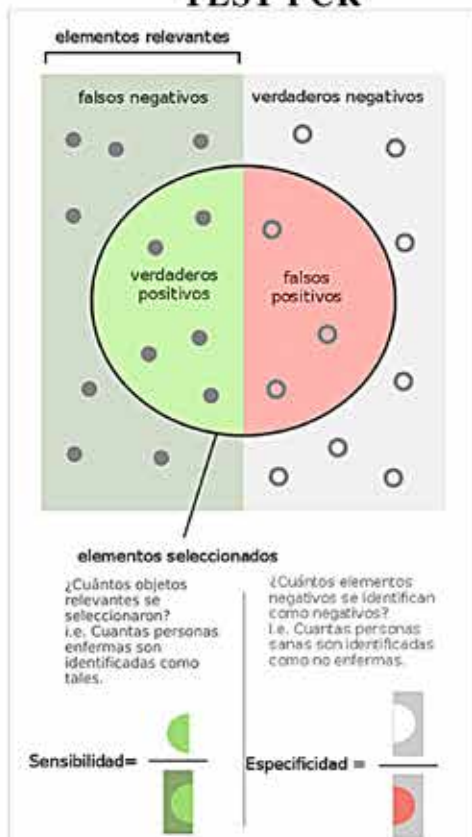 TEST PCR
elementos relevantes
falsos negativos
verdaderos negativos
verdaderos
positivos
falsos
positivos
elementos seleccionados
¿Cuántos objetos
relevantes se
seleccionaron?
i.e. Cuantas personas
enfermas son
identificadas como
tales.
¿Cuántos elementos
negativos se identifican
como negativos?
i.e. Cuantas personas
sanas son identificadas
como no enfermas.
Sensibilidad=
Especificidad =